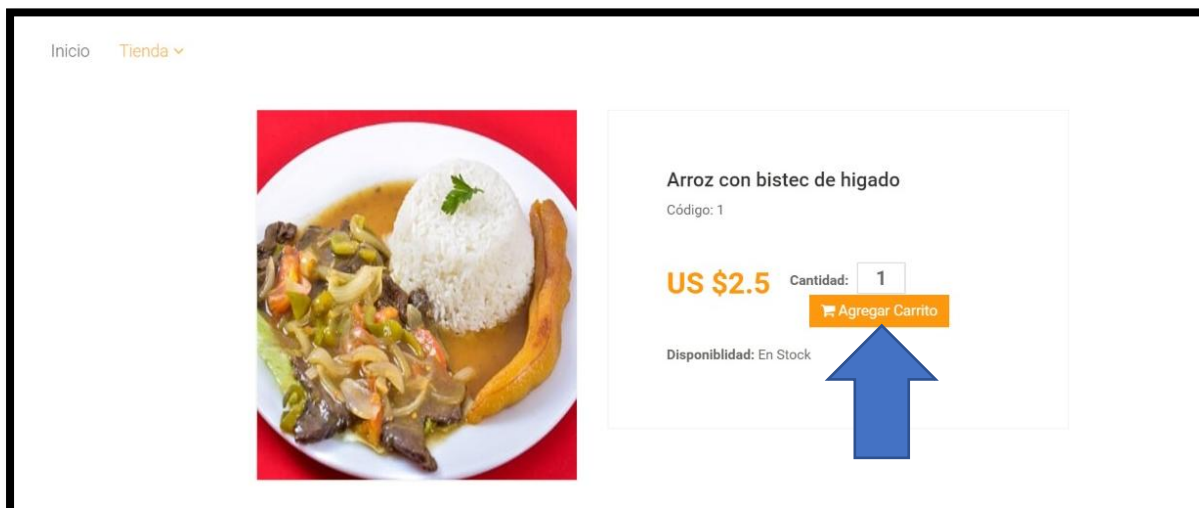 Inicio Tienda
Arroz con bistec de higado
Código: 1
US $2.5 Cantidad: 1
Agregar Carrito
Disponiblidad: En Stock